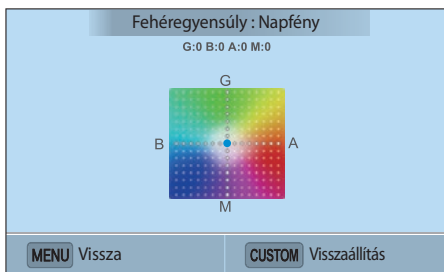 Fehéregyensúly : Napfény
G:0 B:0 A:0 M:0
G
B A
M
MENU Vissza CUSTOM Visszaállítás